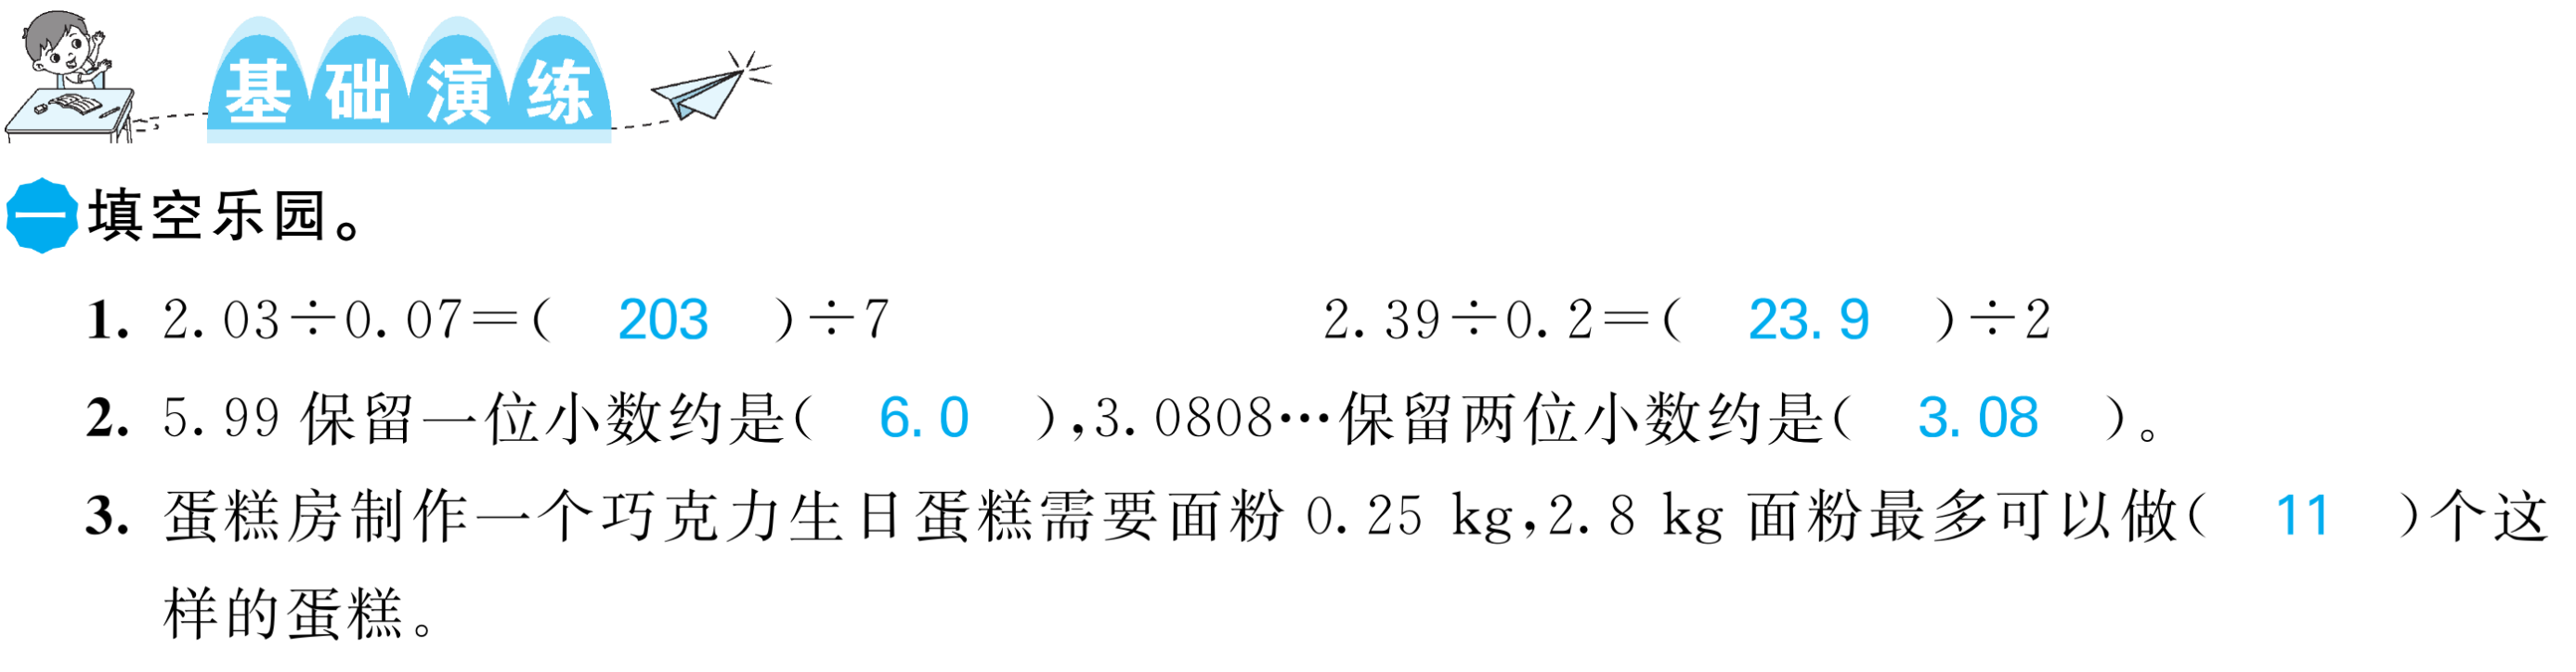 基础演练
一填空乐园。
1. 2.03÷0.07=( 203 )÷7 2.39÷0.2=( 23.9 )÷2
2. 5.99保留一位小数约是( 6.0 ),3.0808…保留两位小数约是( 3.08 )。
3. 蛋糕房制作一个巧克力生日蛋糕需要面粉 0.25 kg,2.8 kg 面粉最多可以做( 11 )个这
样的蛋糕。